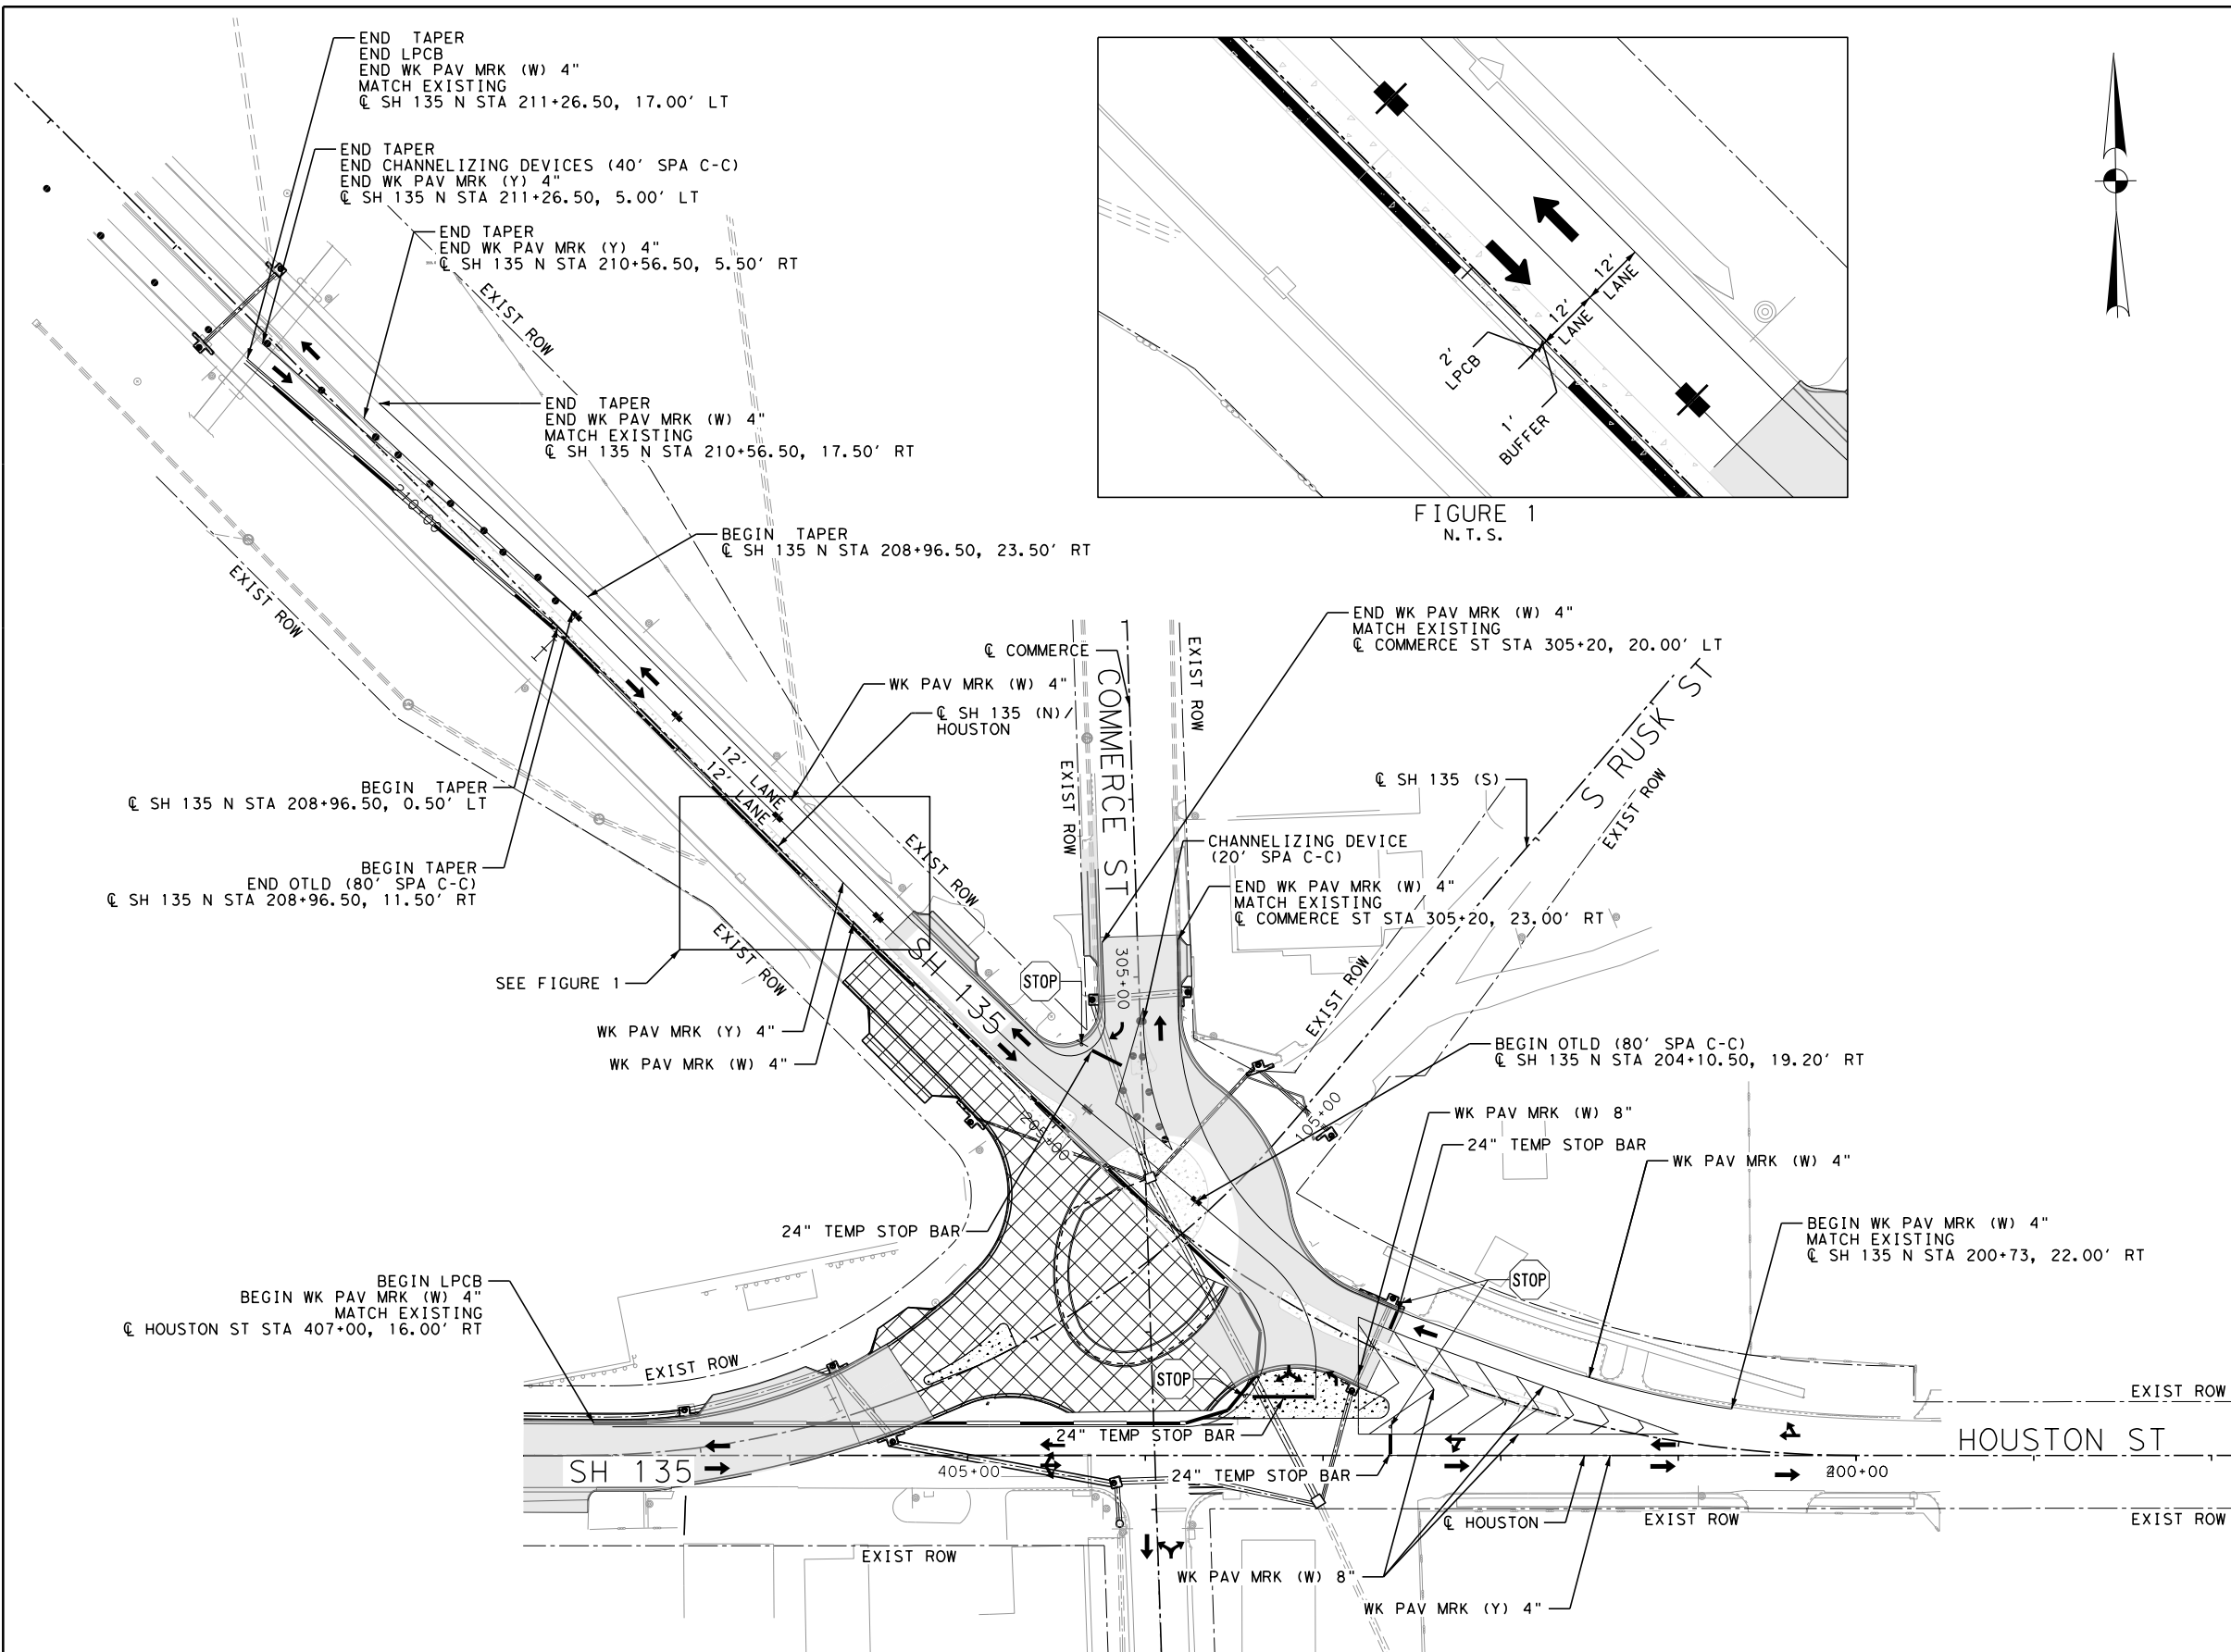 END TAPER
END LPCB
END WK PAV MRK (W) 4"
MATCH EXISTING
℄ SH 135 N STA 211+26.50, 17.00' LT
END TAPER
END CHANNELIZING DEVICES (40' SPA C-C)
END WK PAV MRK (Y) 4"
℄ SH 135 N STA 211+26.50, 5.00' LT
END TAPER
END WK PAV MRK (Y) 4"
℄ SH 135 N STA 210+56.50, 5.50' RT
EXIST ROW
END TAPER
END WK PAV MRK (W) 4"
MATCH EXISTING
℄ SH 135 N STA 210+56.50, 17.50' RT
210+00
BEGIN TAPER
℄ SH 135 N STA 208+96.50, 23.50' RT
EXIST ROW
12'
LANE
12'
LANE
2'
LPCB
1'
BUFFER
FIGURE 1
N.T.S.
END WK PAV MRK (W) 4"
MATCH EXISTING
℄ COMMERCE ST STA 305+20, 20.00' LT
℄ COMMERCE
COMMERCE ST
EXIST ROW
EXIST ROW
WK PAV MRK (W) 4"
℄ SH 135 (N)/
HOUSTON
12' LANE
12'
LANE
BEGIN TAPER
℄ SH 135 N STA 208+96.50, 0.50' LT
BEGIN TAPER
END OTLD (80' SPA C-C)
℄ SH 135 N STA 208+96.50, 11.50' RT
℄ SH 135 (S)
S RUSK ST
EXIST ROW
CHANNELIZING DEVICE
(20' SPA C-C)
END WK PAV MRK (W) 4"
MATCH EXISTING
℄ COMMERCE ST STA 305+20, 23.00' RT
EXIST ROW
EXIST ROW
SEE FIGURE 1
SH 135
STOP
305+00
EXIST ROW
WK PAV MRK (Y) 4"
WK PAV MRK (W) 4"
BEGIN OTLD (80' SPA C-C)
℄ SH 135 N STA 204+10.50, 19.20' RT
205+00
105+00
WK PAV MRK (W) 8"
24" TEMP STOP BAR
WK PAV MRK (W) 4"
24" TEMP STOP BAR
BEGIN WK PAV MRK (W) 4"
MATCH EXISTING
℄ SH 135 N STA 200+73, 22.00' RT
BEGIN LPCB
BEGIN WK PAV MRK (W) 4"
MATCH EXISTING
℄ HOUSTON ST STA 407+00, 16.00' RT
STOP
EXIST ROW
STOP
EXIST ROW
24" TEMP STOP BAR
HOUSTON ST
SH 135
405+00
24" TEMP STOP BAR
00+00
℄ HOUSTON
EXIST ROW
EXIST ROW
EXIST ROW
WK PAV MRK (W) 8"
WK PAV MRK (Y) 4"